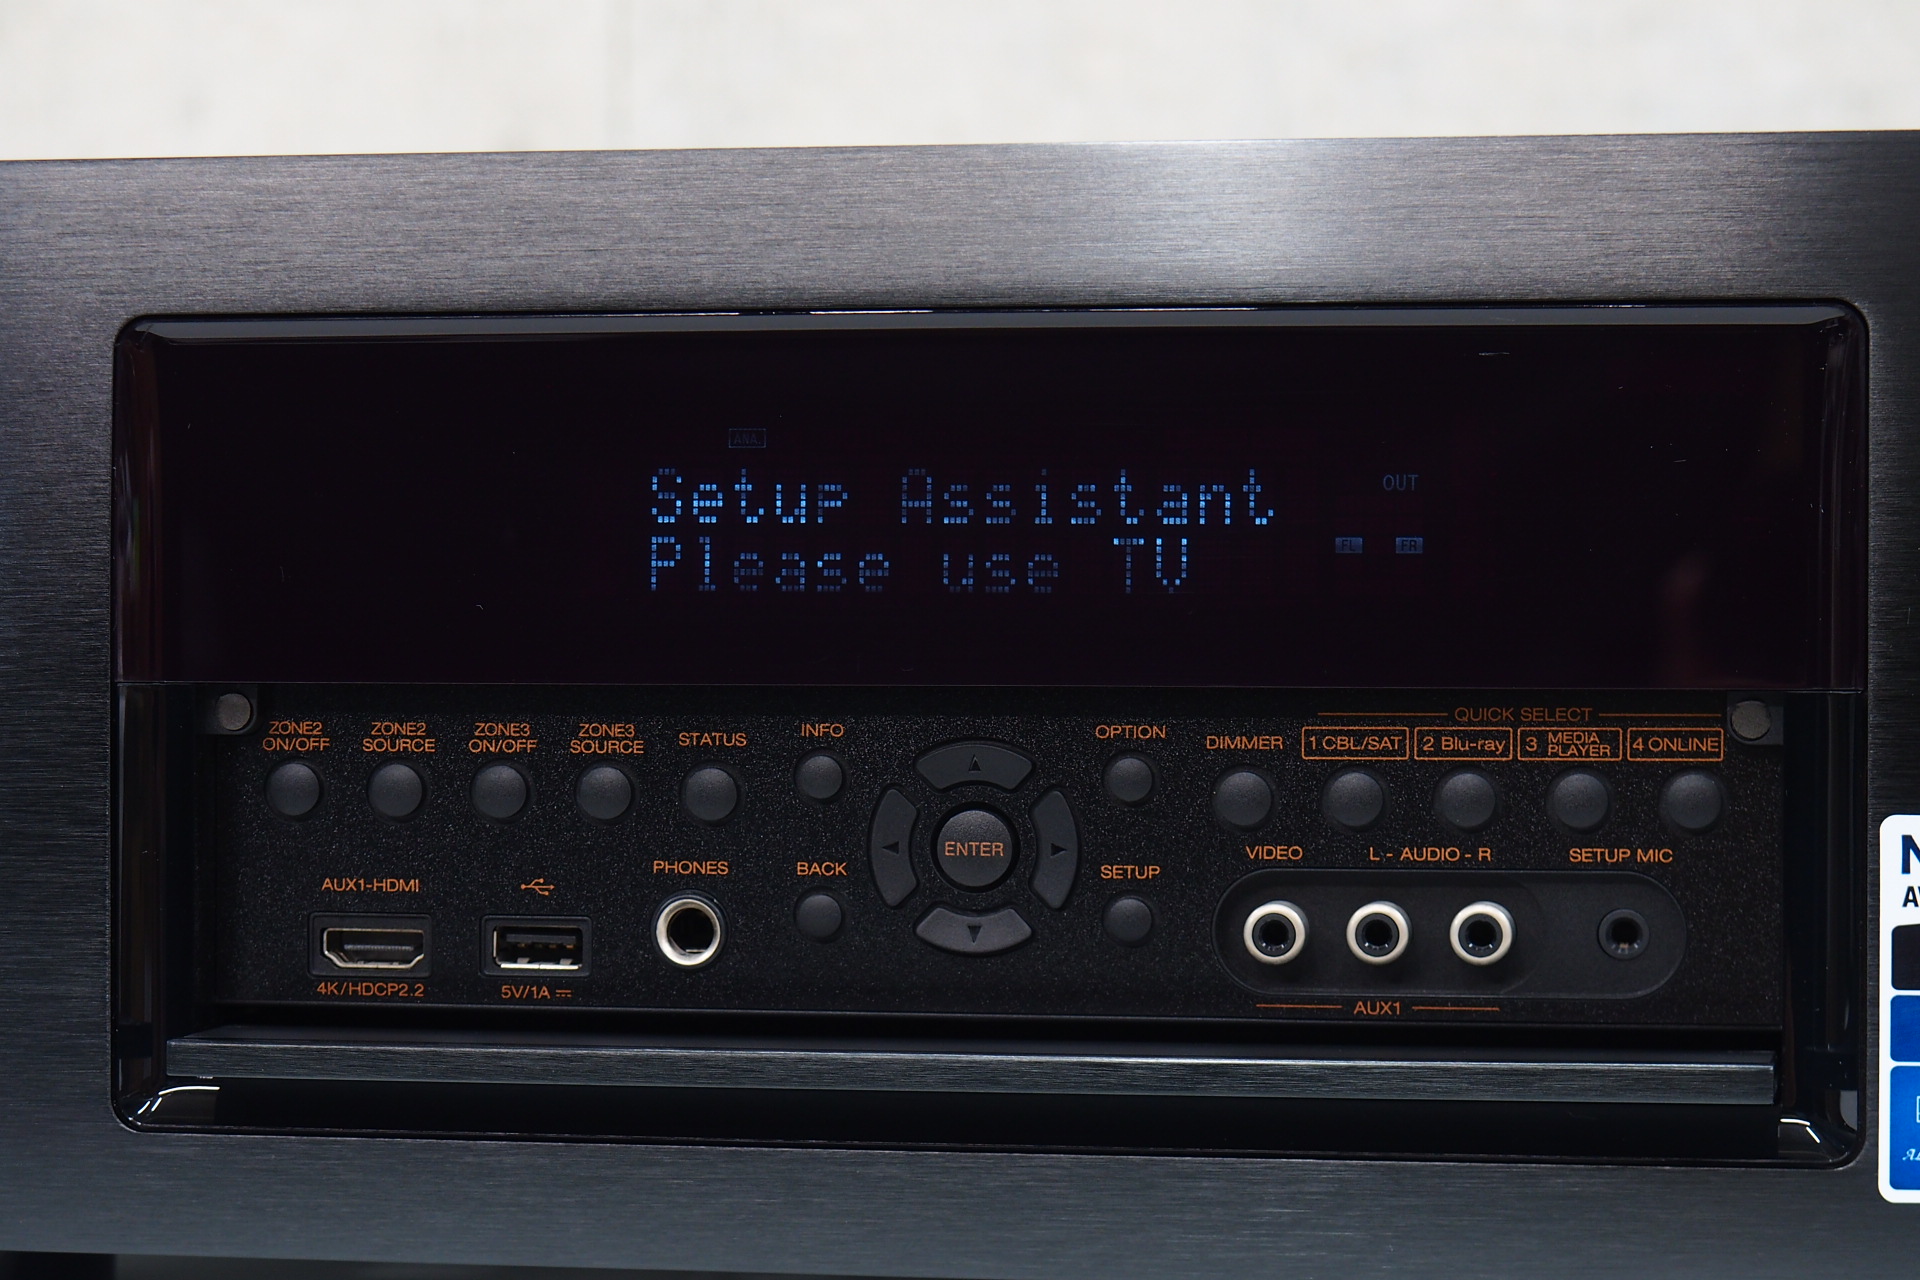 ANA.
Setup Assistant
OUT
Please use TV
FL FR
QUICK SELECT
ZONE2 ON/OFF
ZONE2 SOURCE
ZONE3 ON/OFF
ZONE3 SOURCE
STATUS
INFO
OPTION
DIMMER
1 CBL/SAT
2 Blu-ray
3 MEDIA PLAYER
4 ONLINE
ENTER
AUX1-HDMI
PHONES
BACK
SETUP
VIDEO
L - AUDIO - R
SETUP MIC
4K/HDCP2.2
5V/1A
AUX1